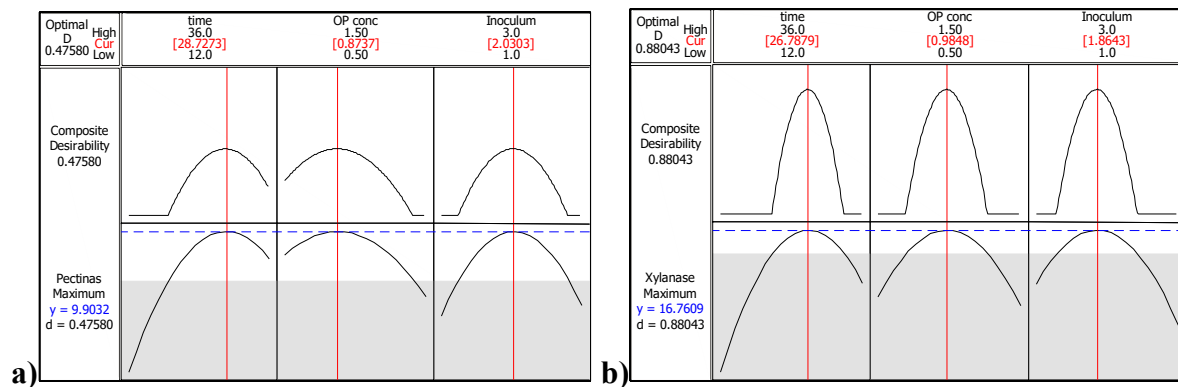 Optimal
D
0.47580
High
Cur
Low
time
36.0
[28.7273]
12.0
OP conc
1.50
[0.8737]
0.50
Inoculum
3.0
[2.0303]
1.0
Composite
Desirability
0.47580
Pectinas
Maximum
y = 9.9032
d = 0.47580
a)
Optimal
D
0.88043
High
Cur
Low
time
36.0
[26.7879]
12.0
OP conc
1.50
[0.9848]
0.50
Inoculum
3.0
[1.8643]
1.0
Composite
Desirability
0.88043
Xylanase
Maximum
y = 16.7609
d = 0.88043
b)